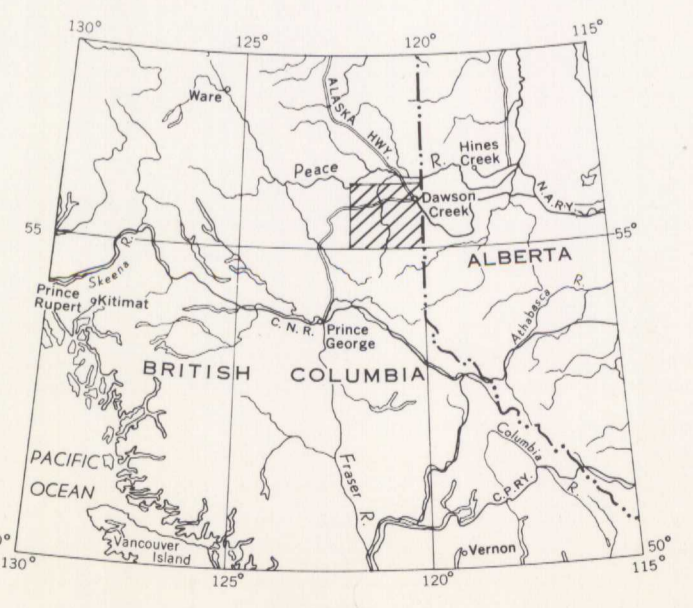 130°
125°
120°
115°
Ware
ALASKA
HWY.
Hines
Creek
Peace
R.
Dawson
Creek
N.A.RY.
55
55°
ALBERTA
Skeena R.
Prince
Rupert
Kitimat
C.N.R.
Prince
George
Athabasca R.
BRITISH COLUMBIA
Columbia R.
PACIFIC
OCEAN
Fraser R.
C.P.RY.
Vancouver
Island
Vernon
50°
130°
125°
120°
115°